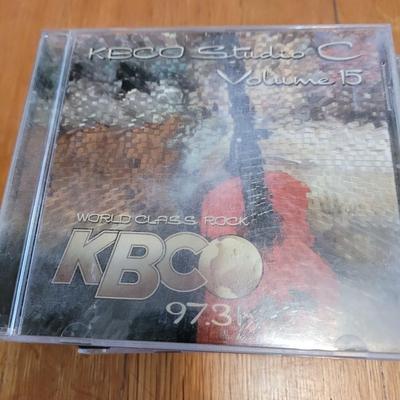 KBCO Studio C
Volume 15
WORLD CLASS ROCK
KBCO
97.3